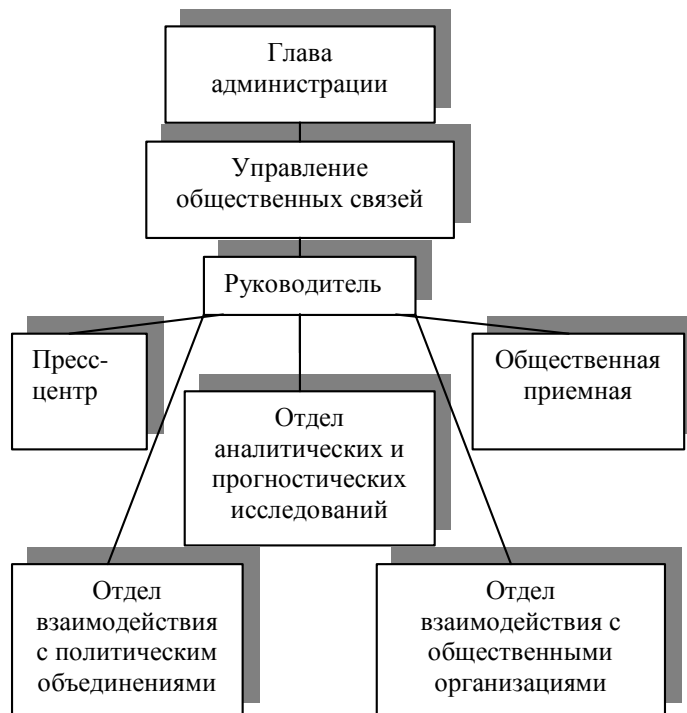 Глава
администрации
Управление
общественных связей
Руководитель
Пресс-
центр
Общественная
приемная
Отдел
аналитических и
прогностических
исследований
Отдел
взаимодействия
с политическим
объединениями
Отдел
взаимодействия с
общественными
организациями